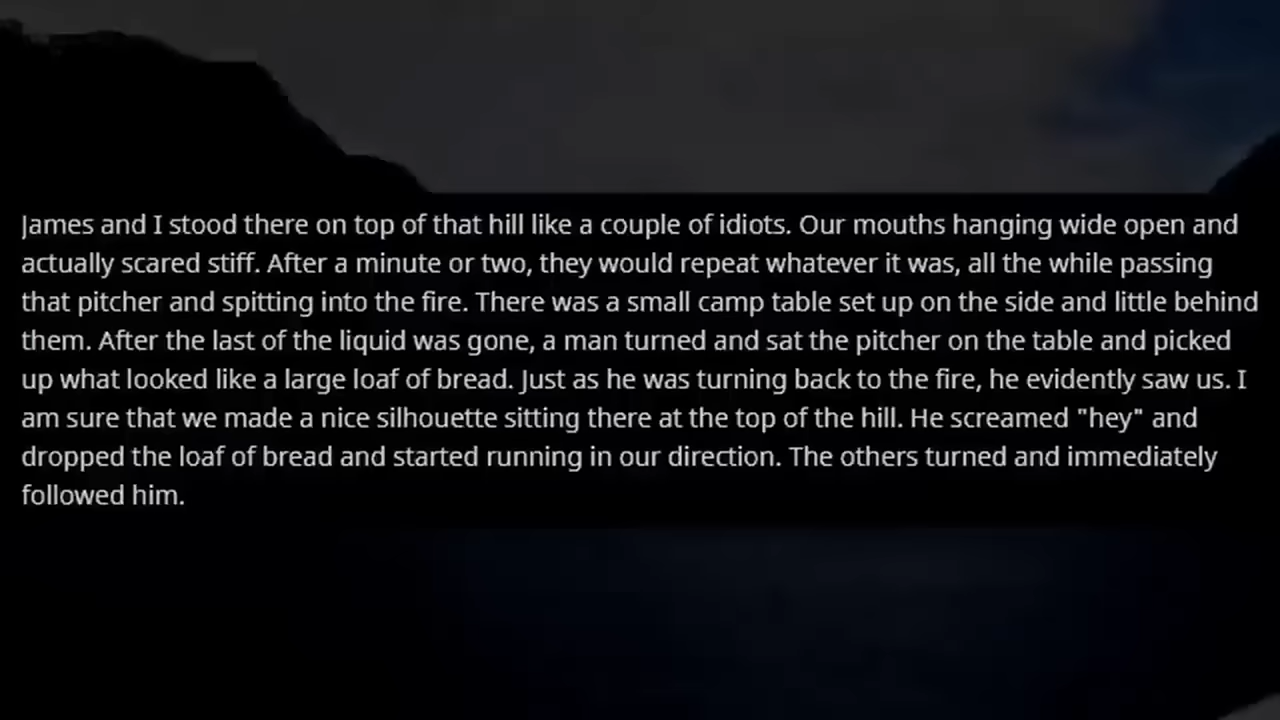 James and I stood there on top of that hill like a couple of idiots. Our mouths hanging wide open and
actually scared stiff. After a minute or two, they would repeat whatever it was, all the while passing
that pitcher and spitting into the fire. There was a small camp table set up on the side and little behind
them. After the last of the liquid was gone, a man turned and sat the pitcher on the table and picked
up what looked like a large loaf of bread. Just as he was turning back to the fire, he evidently saw us. I
am sure that we made a nice silhouette sitting there at the top of the hill. He screamed "hey" and
dropped the loaf of bread and started running in our direction. The others turned and immediately
followed him.